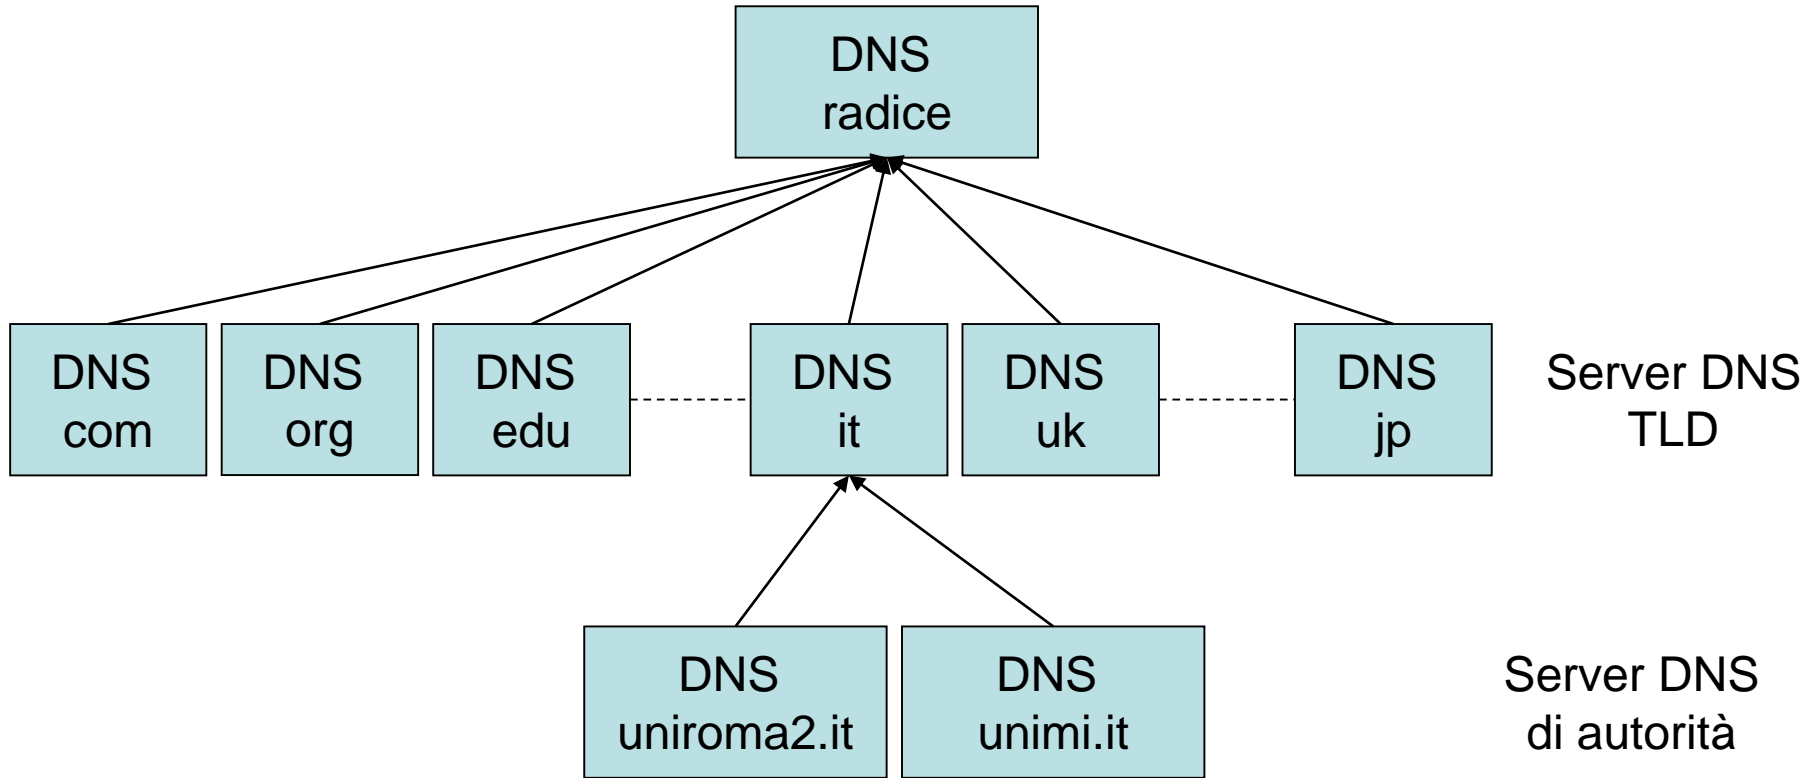 DNS
radice
DNS
com
DNS
org
DNS
edu
DNS
it
DNS
uk
DNS
jp
Server DNS
TLD
DNS
uniroma2.it
DNS
unimi.it
Server DNS
di autorità